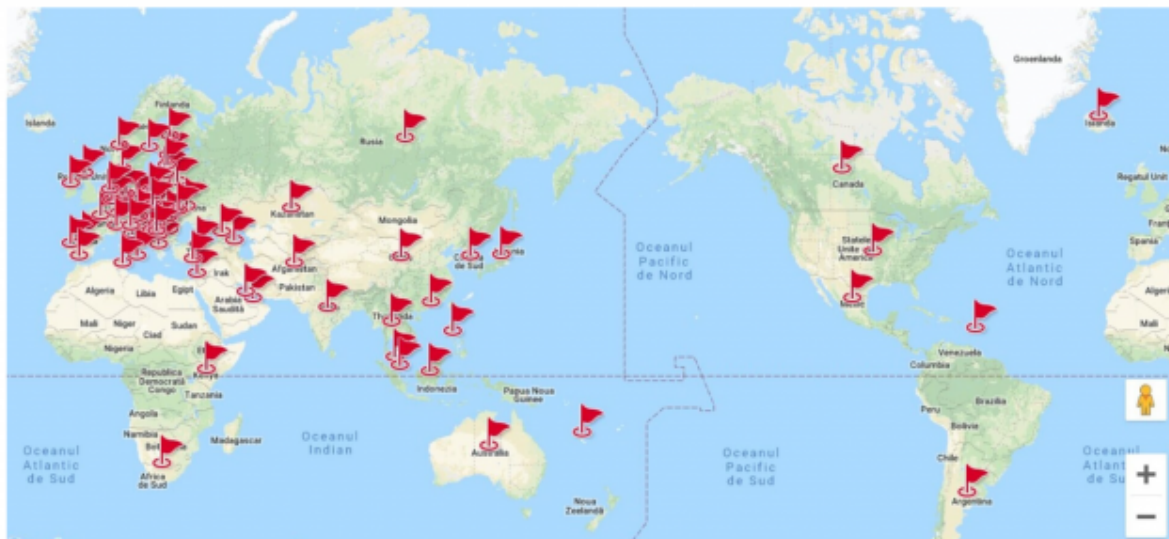 Groenlanda
Islanda
Finlanda
Islanda
Rusia
Canada
Regatul Unit
Kazahstan
Mongolia
Statele
Unite
America
Oceanul
Pacific
de Nord
Oceanul
Atlantic
de Nord
Spania
de Sud
Afganistan
Irak
Pakistan
Algeria
Libia
Egipt
Arabia
Saudită
Mali
Niger
Ciad
Sudan
Nigeria
Mali
Venezuela
Columbia
Republica
Democrată
Congo
Kenya
Tanzania
Indonezia
Papua Noua
Guinee
Angola
Namibia
Madagascar
Peru
Brazilia
Bolivia
Oceanul
Atlantic
de Sud
Oceanul
Indian
Australia
Oceanul
Pacific
de Sud
Chile
Africa
de Sud
Noua
Zeelandă
Argentina
+
−